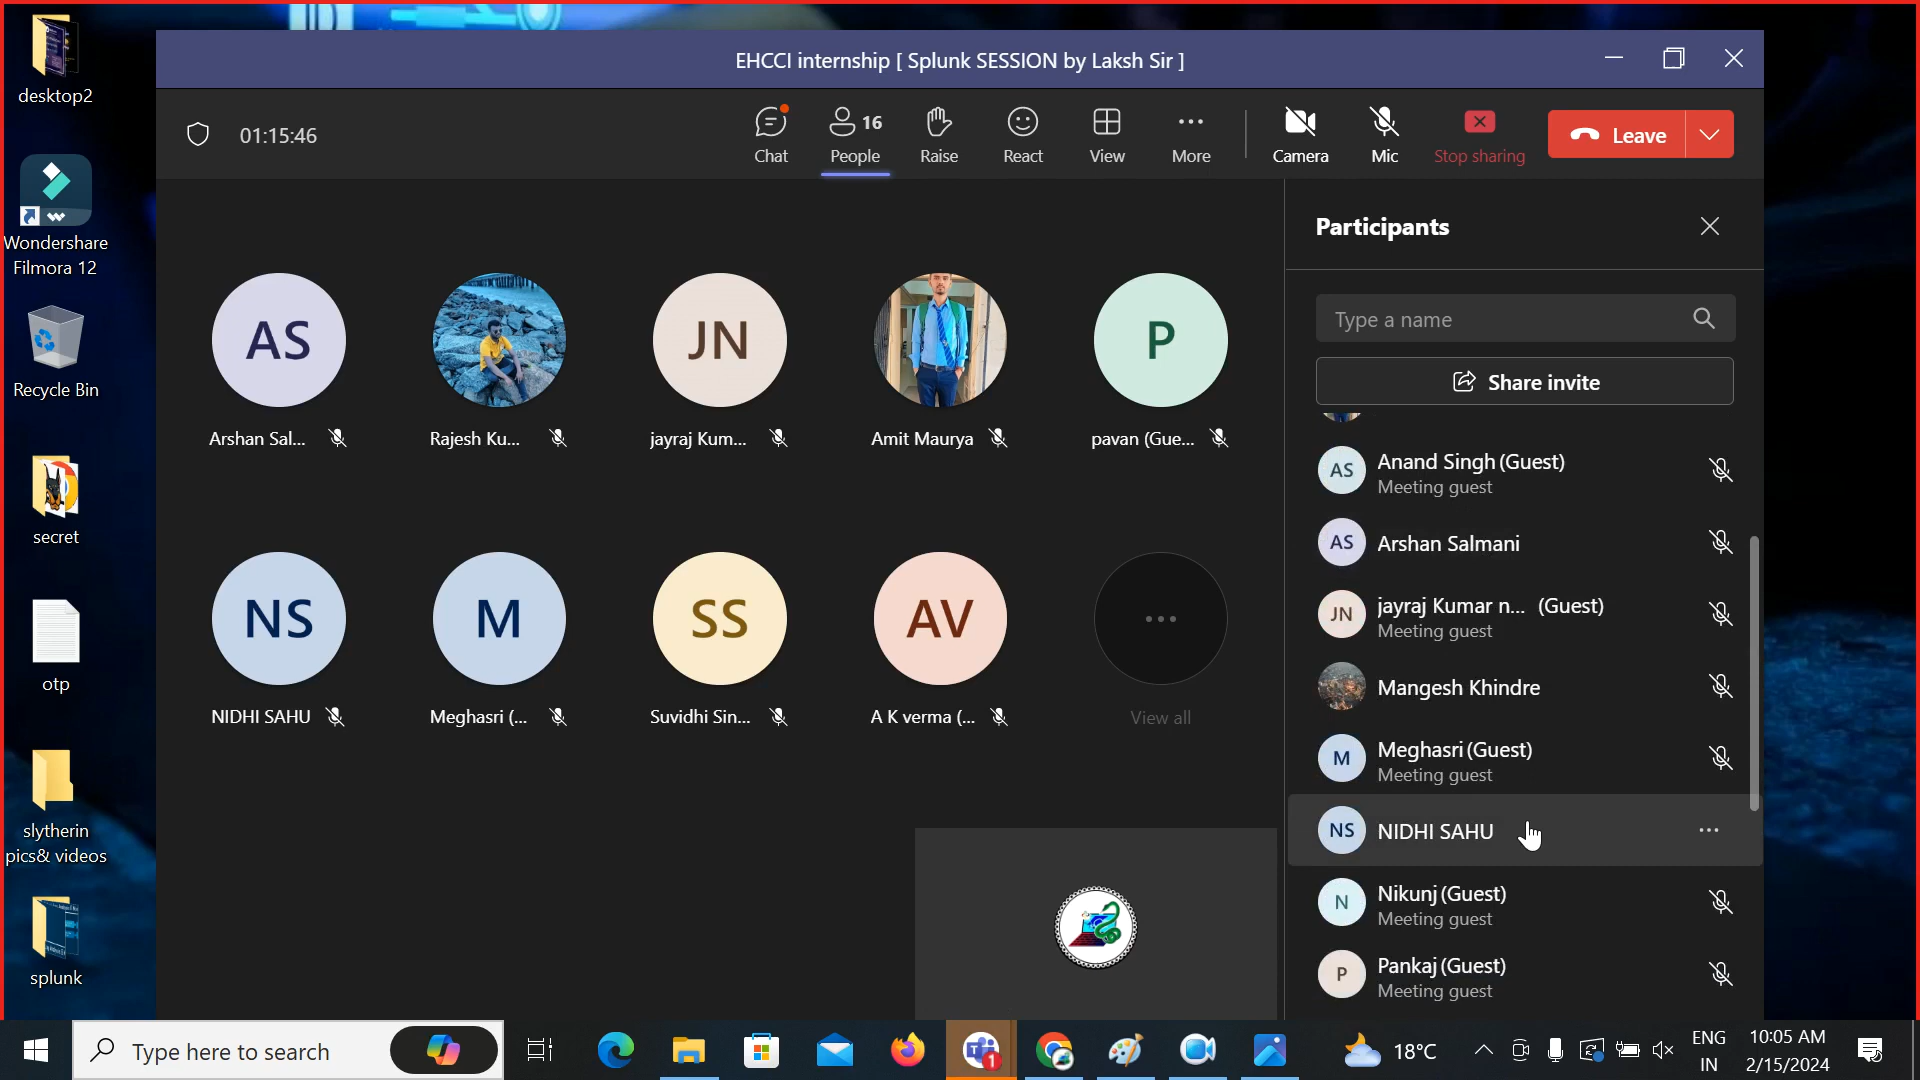 EHCCI internship [ Splunk SESSION by Laksh Sir ]
01:15:46
Chat
16
People
Raise
React
View
More
Camera
Mic
Stop sharing
Leave
desktop2
Wondershare
Filmora 12
Recycle Bin
secret
otp
slytherin
pics& videos
splunk
AS
Arshan Sal...
Rajesh Ku...
JN
jayraj Kum...
Amit Maurya
P
pavan (Gue...
NS
NIDHI SAHU
M
Meghasri (...
SS
Suvidhi Sin...
AV
A K verma (...
View all
Participants
Type a name
Share invite
AS
Anand Singh (Guest)
Meeting guest
AS
Arshan Salmani
JN
jayraj Kumar n... (Guest)
Meeting guest
Mangesh Khindre
M
Meghasri (Guest)
Meeting guest
NS
NIDHI SAHU
N
Nikunj (Guest)
Meeting guest
P
Pankaj (Guest)
Meeting guest
Type here to search
1
18°C
ENG
IN
10:05 AM
2/15/2024